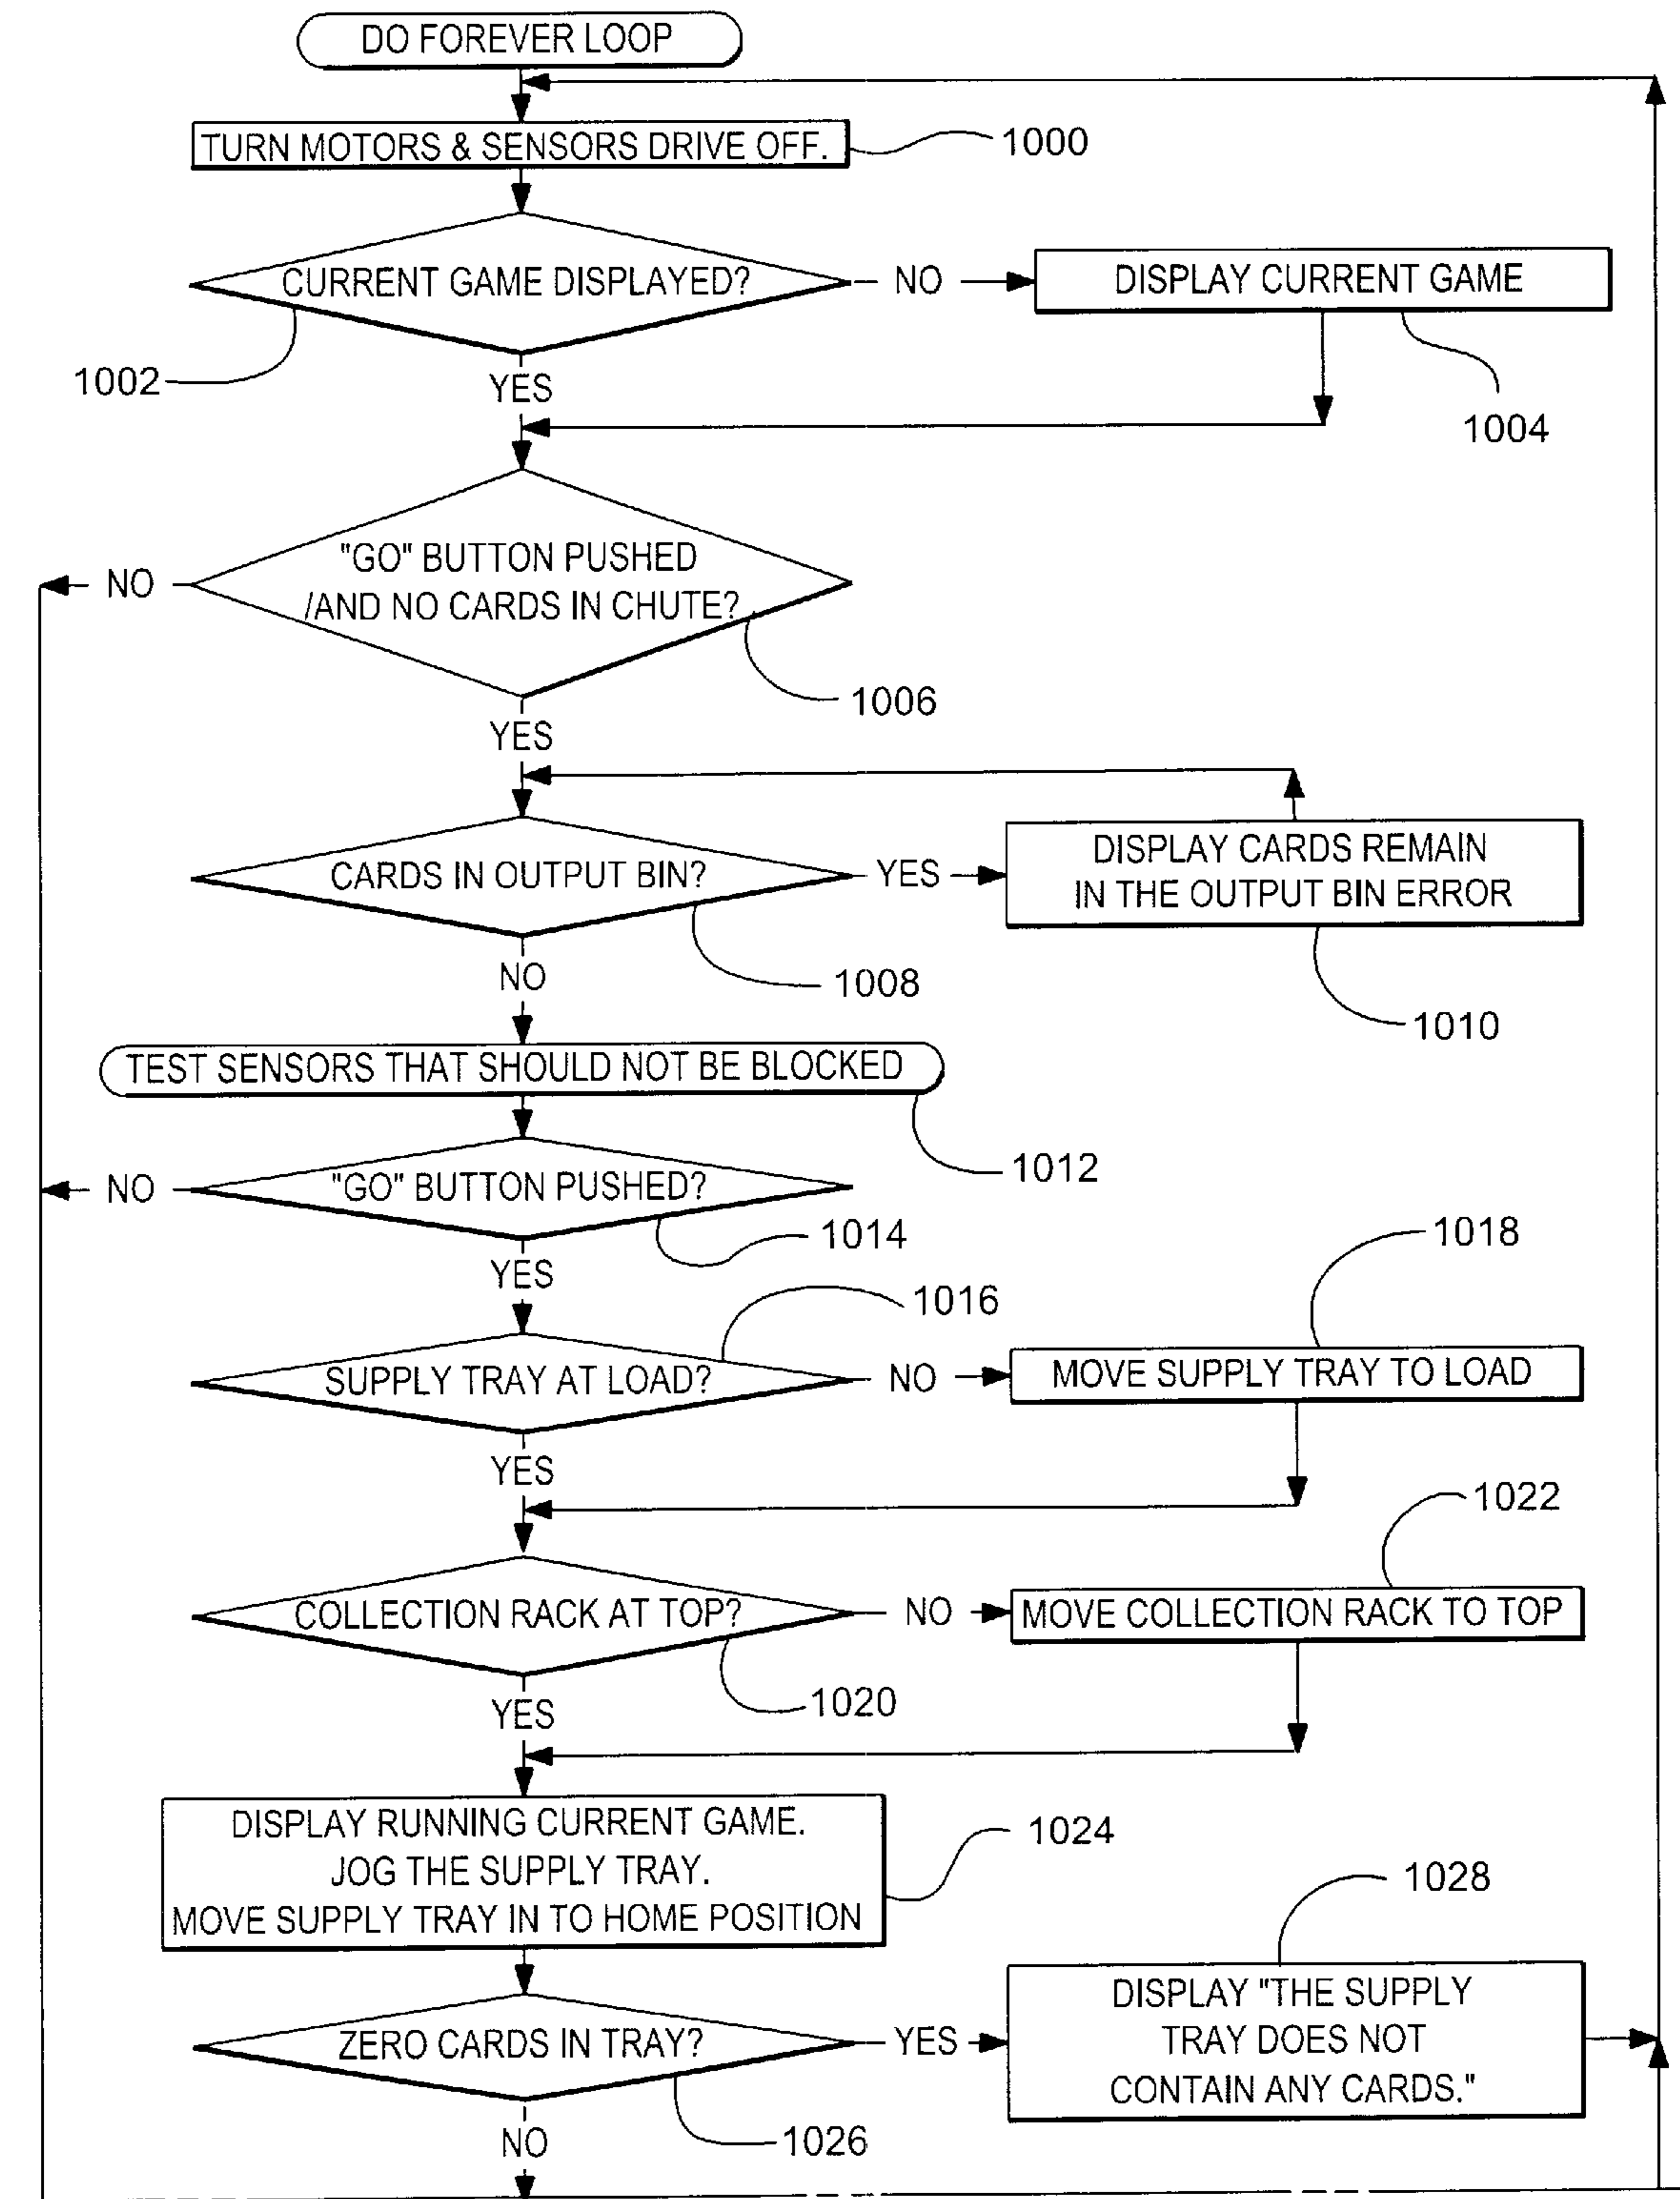 DO FOREVER LOOP
TURN MOTORS & SENSORS DRIVE OFF.
1000
CURRENT GAME DISPLAYED?
NO
DISPLAY CURRENT GAME
1002
YES
1004
"GO" BUTTON PUSHED
/AND NO CARDS IN CHUTE?
NO
1006
YES
CARDS IN OUTPUT BIN?
YES
DISPLAY CARDS REMAIN
IN THE OUTPUT BIN ERROR
1008
NO
1010
TEST SENSORS THAT SHOULD NOT BE BLOCKED
1012
NO
"GO" BUTTON PUSHED?
1014
YES
1016
1018
SUPPLY TRAY AT LOAD?
NO
MOVE SUPPLY TRAY TO LOAD
YES
1022
COLLECTION RACK AT TOP?
NO
MOVE COLLECTION RACK TO TOP
1020
YES
DISPLAY RUNNING CURRENT GAME.
JOG THE SUPPLY TRAY.
MOVE SUPPLY TRAY IN TO HOME POSITION
1024
1028
ZERO CARDS IN TRAY?
YES
DISPLAY "THE SUPPLY
TRAY DOES NOT
CONTAIN ANY CARDS."
1026
NO